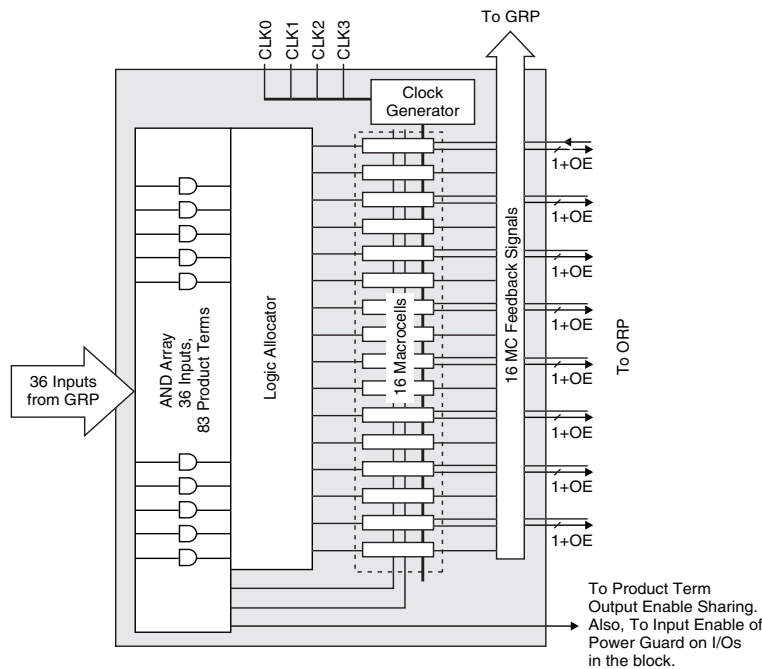 To GRP
CLK0
CLK1
CLK2
CLK3
Clock
Generator
1+OE
1+OE
1+OE
1+OE
1+OE
1+OE
1+OE
1+OE
36 Inputs
from GRP
AND Array
36 Inputs,
83 Product Terms
Logic Allocator
16 Macrocells
16 MC Feedback Signals
To ORP
To Product Term
Output Enable Sharing.
Also, To Input Enable of
Power Guard on I/Os
in the block.